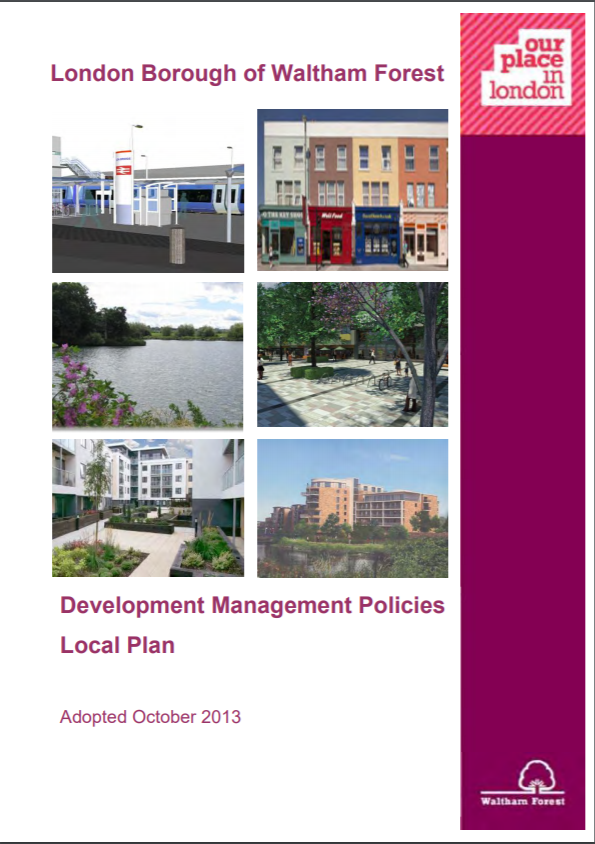 London Borough of Waltham Forest
our
place
in
london
Development Management Policies
Local Plan
Adopted October 2013
Waltham Forest